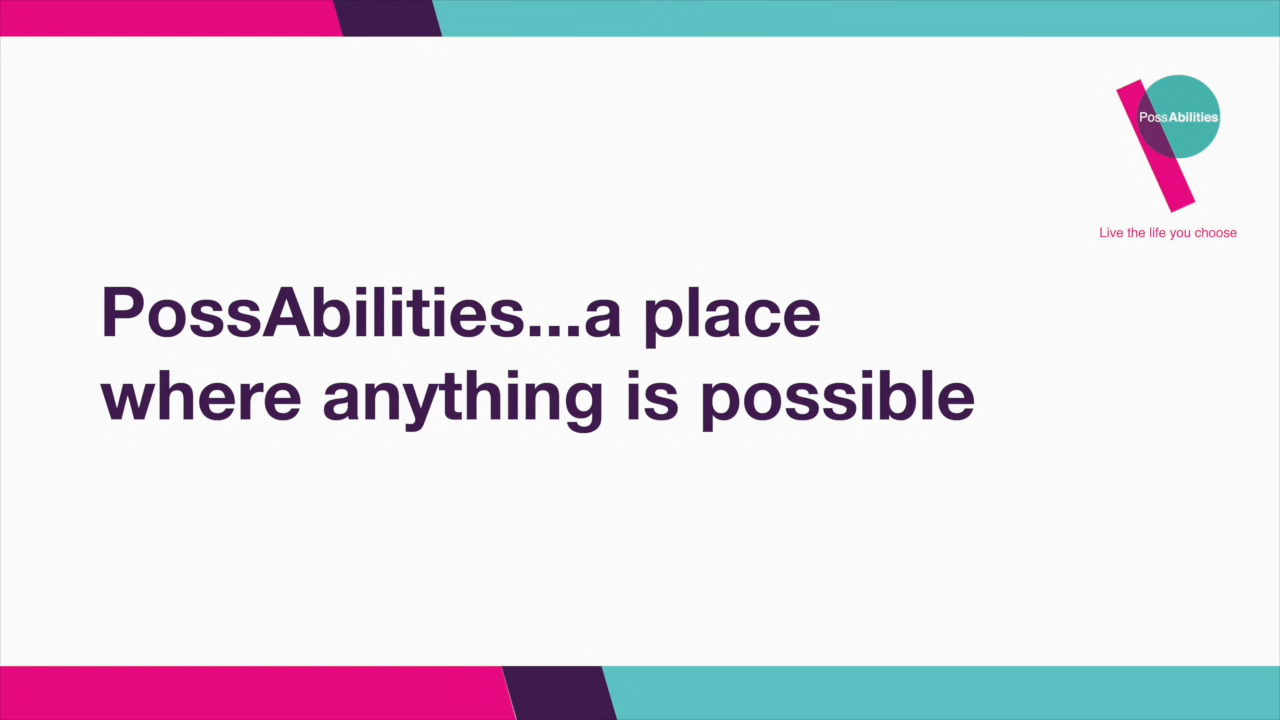 PossAbilities
Live the life you choose
PossAbilities...a place
where anything is possible